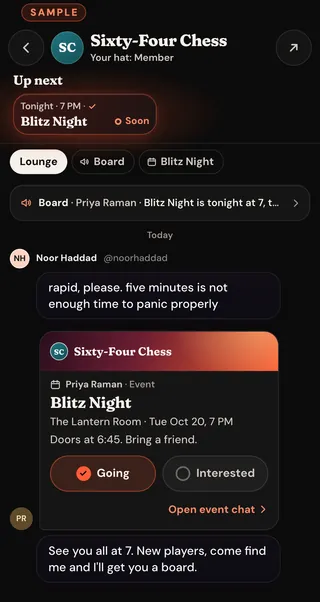 SAMPLE
SC
Sixty-Four Chess
Your hat: Member
Up next
Tonight · 7 PM ·
Blitz Night
Soon
Lounge
Board
Blitz Night
Board · Priya Raman · Blitz Night is tonight at 7, t...
Today
NH
Noor Haddad @noorhaddad
rapid, please. five minutes is not
enough time to panic properly
SC
Sixty-Four Chess
Priya Raman · Event
Blitz Night
The Lantern Room · Tue Oct 20, 7 PM
Doors at 6:45. Bring a friend.
Going
Interested
Open event chat
PR
See you all at 7. New players, come find
me and I'll get you a board.